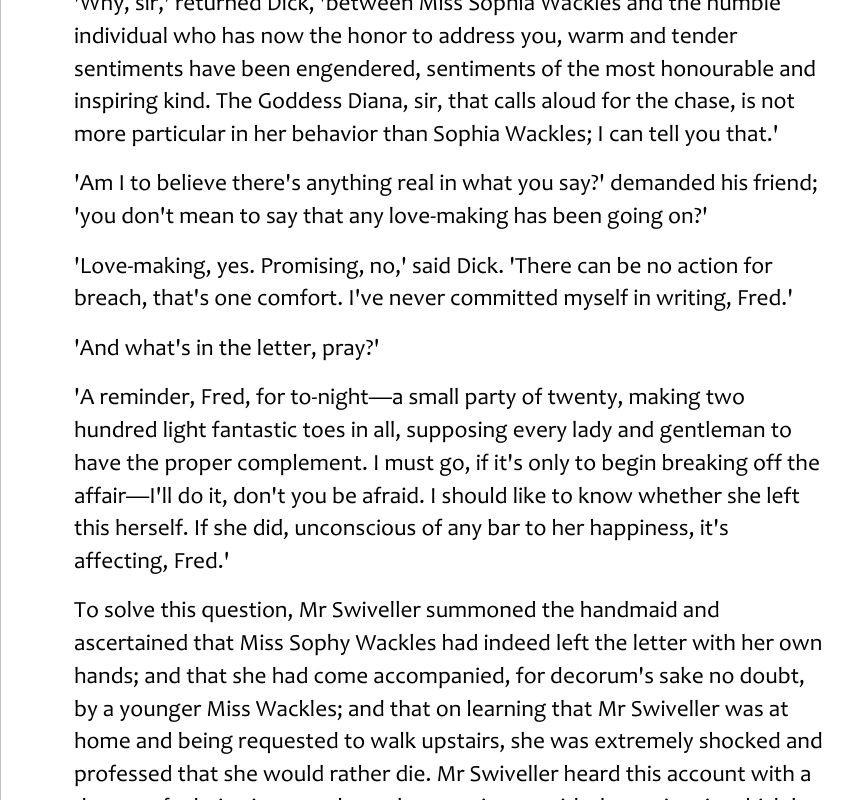 'Why, sir,' returned Dick, 'between Miss Sophia Wackles and the humble
individual who has now the honor to address you, warm and tender
sentiments have been engendered, sentiments of the most honourable and
inspiring kind. The Goddess Diana, sir, that calls aloud for the chase, is not
more particular in her behavior than Sophia Wackles; I can tell you that.'
'Am I to believe there's anything real in what you say?' demanded his friend;
'you don't mean to say that any love-making has been going on?'
'Love-making, yes. Promising, no,' said Dick. 'There can be no action for
breach, that's one comfort. I've never committed myself in writing, Fred.'
'And what's in the letter, pray?'
'A reminder, Fred, for to-night—a small party of twenty, making two
hundred light fantastic toes in all, supposing every lady and gentleman to
have the proper complement. I must go, if it's only to begin breaking off the
affair—I'll do it, don't you be afraid. I should like to know whether she left
this herself. If she did, unconscious of any bar to her happiness, it's
affecting, Fred.'
To solve this question, Mr Swiveller summoned the handmaid and
ascertained that Miss Sophy Wackles had indeed left the letter with her own
hands; and that she had come accompanied, for decorum's sake no doubt,
by a younger Miss Wackles; and that on learning that Mr Swiveller was at
home and being requested to walk upstairs, she was extremely shocked and
professed that she would rather die. Mr Swiveller heard this account with a